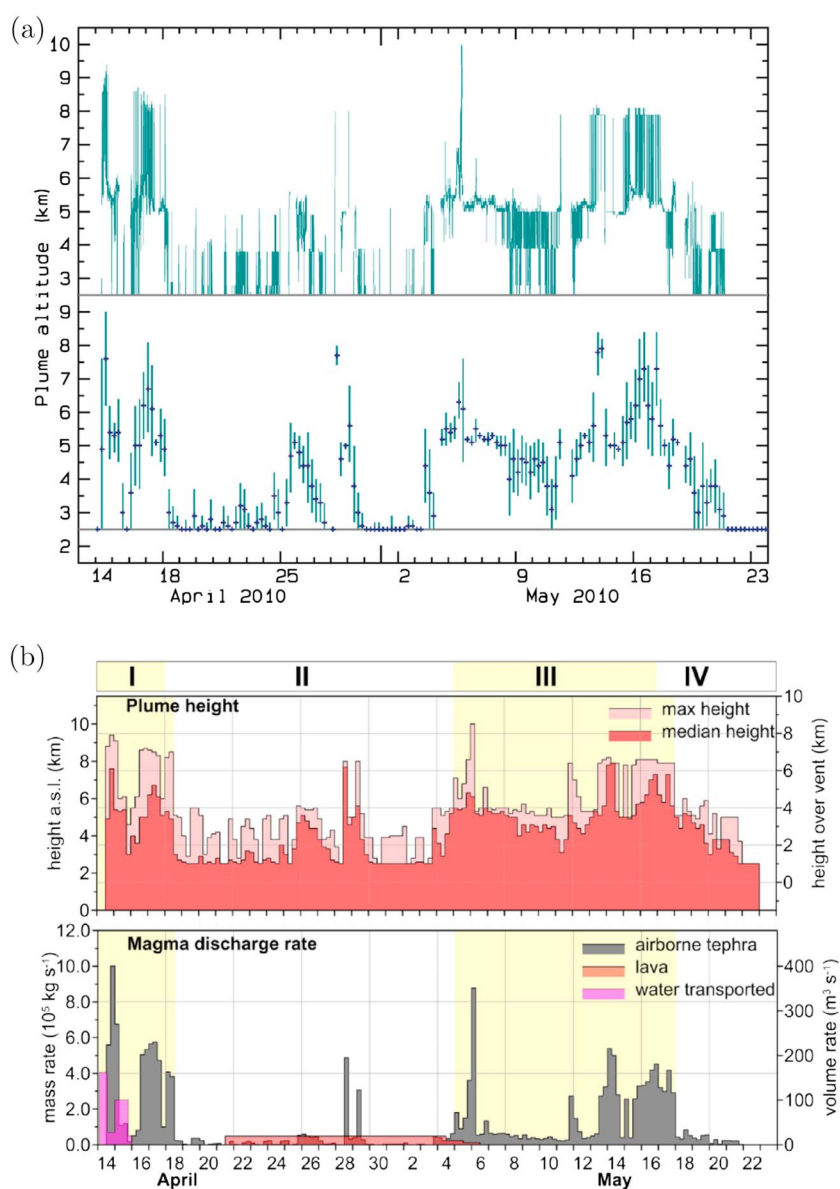 (a)
10
9
8
7
6
5
4
3
9
8
7
6
5
4
3
2
Plume altitude (km)
14 18 25 2 9 16 23
April 2010 May 2010
(b)
I II III IV
Plume height
max height
median height
10
8
6
4
2
0
height a.s.l. (km)
10
8
6
4
2
0
height over vent (km)
Magma discharge rate
airborne tephra
lava
water transported
12.0
10.0
8.0
6.0
4.0
2.0
0.0
mass rate (10⁵ kg s⁻¹)
400
300
200
100
0
volume rate (m³ s⁻¹)
14 16 18 20 22 24 26 28 30 2 4 6 8 10 12 14 16 18 20 22
April May